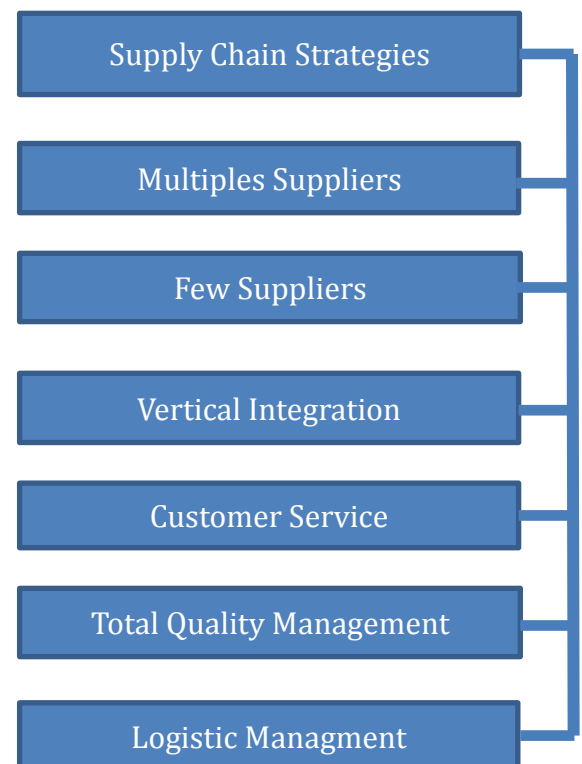 Supply Chain Strategies
Multiples Suppliers
Few Suppliers
Vertical Integration
Customer Service
Total Quality Management
Logistic Managment